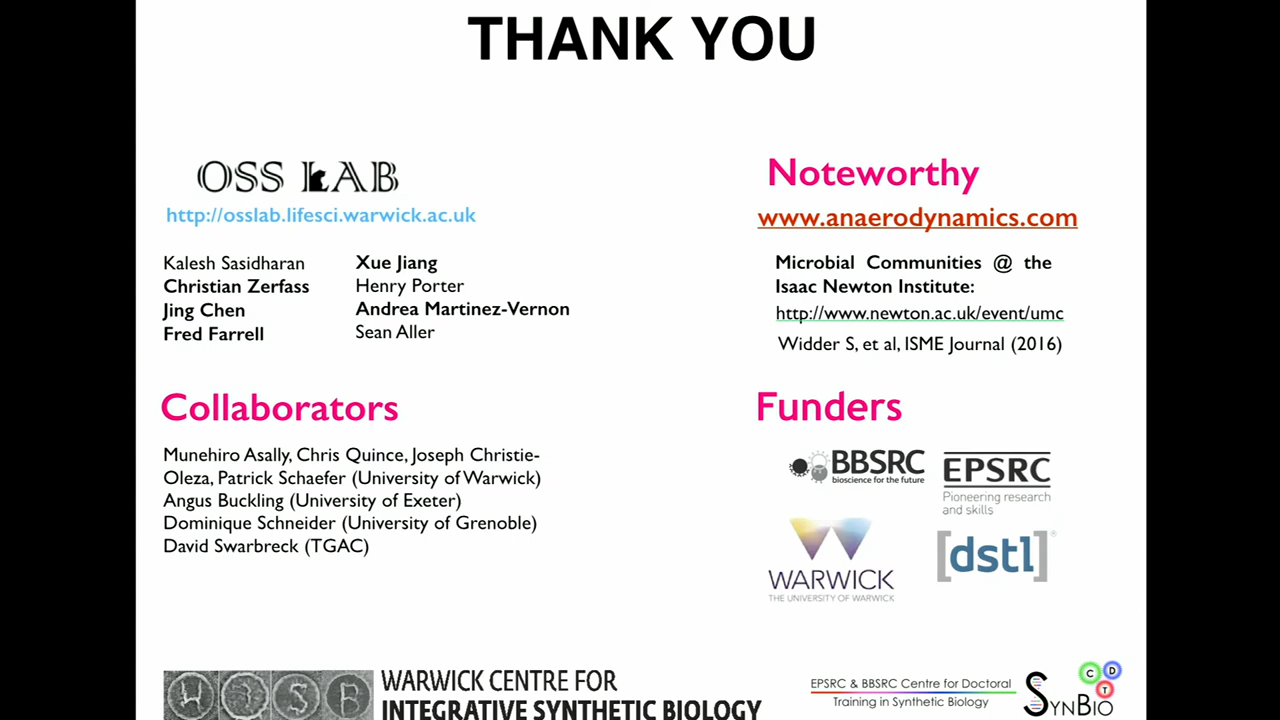 THANK YOU
OSS LAB
http://osslab.lifesci.warwick.ac.uk
Kalesh Sasidharan
Christian Zerfass
Jing Chen
Fred Farrell
Xue Jiang
Henry Porter
Andrea Martinez-Vernon
Sean Aller
Noteworthy
www.anaerodynamics.com
Microbial Communities @ the
Isaac Newton Institute:
http://www.newton.ac.uk/event/umc
Widder S, et al, ISME Journal (2016)
Collaborators
Munehiro Asally, Chris Quince, Joseph Christie-
Oleza, Patrick Schaefer (University of Warwick)
Angus Buckling (University of Exeter)
Dominique Schneider (University of Grenoble)
David Swarbreck (TGAC)
Funders
BBSRC
bioscience for the future
EPSRC
Pioneering research
and skills
WARWICK
THE UNIVERSITY OF WARWICK
[dstl]®
WISB
WARWICK CENTRE FOR
INTEGRATIVE SYNTHETIC BIOLOGY
EPSRC & BBSRC Centre for Doctoral
Training in Synthetic Biology
SYNBIO
CDT